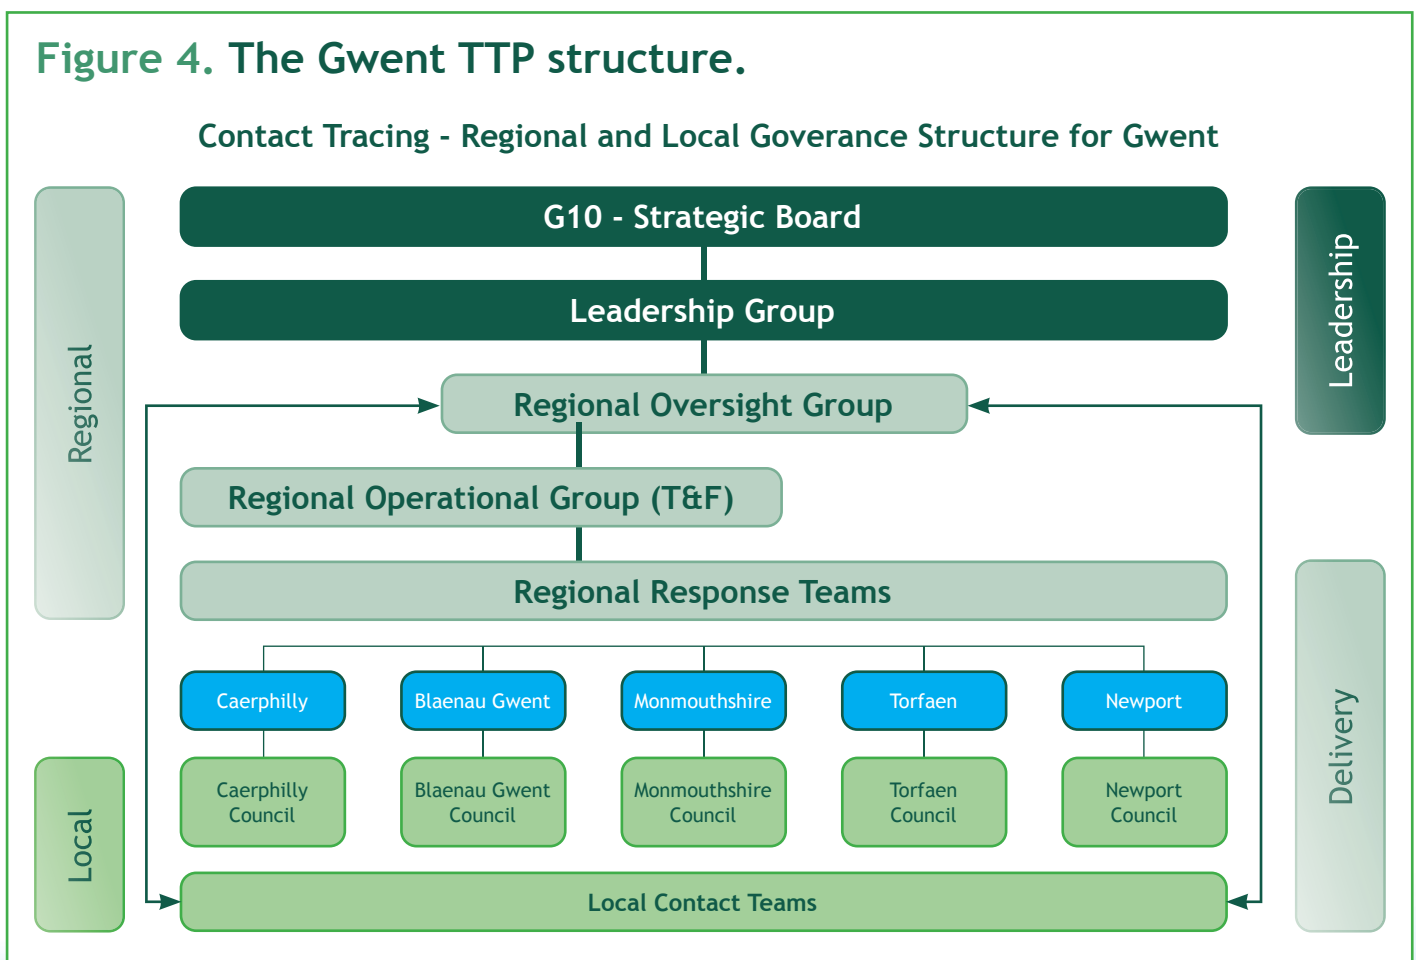 Figure 4. The Gwent TTP structure.
Contact Tracing - Regional and Local Goverance Structure for Gwent
Regional
G10 - Strategic Board
Leadership
Leadership Group
Regional Oversight Group
Regional Operational Group (T&F)
Regional Response Teams
Caerphilly
Blaenau Gwent
Monmouthshire
Torfaen
Newport
Delivery
Local
Caerphilly
Council
Blaenau Gwent
Council
Monmouthshire
Council
Torfaen
Council
Newport
Council
Local Contact Teams